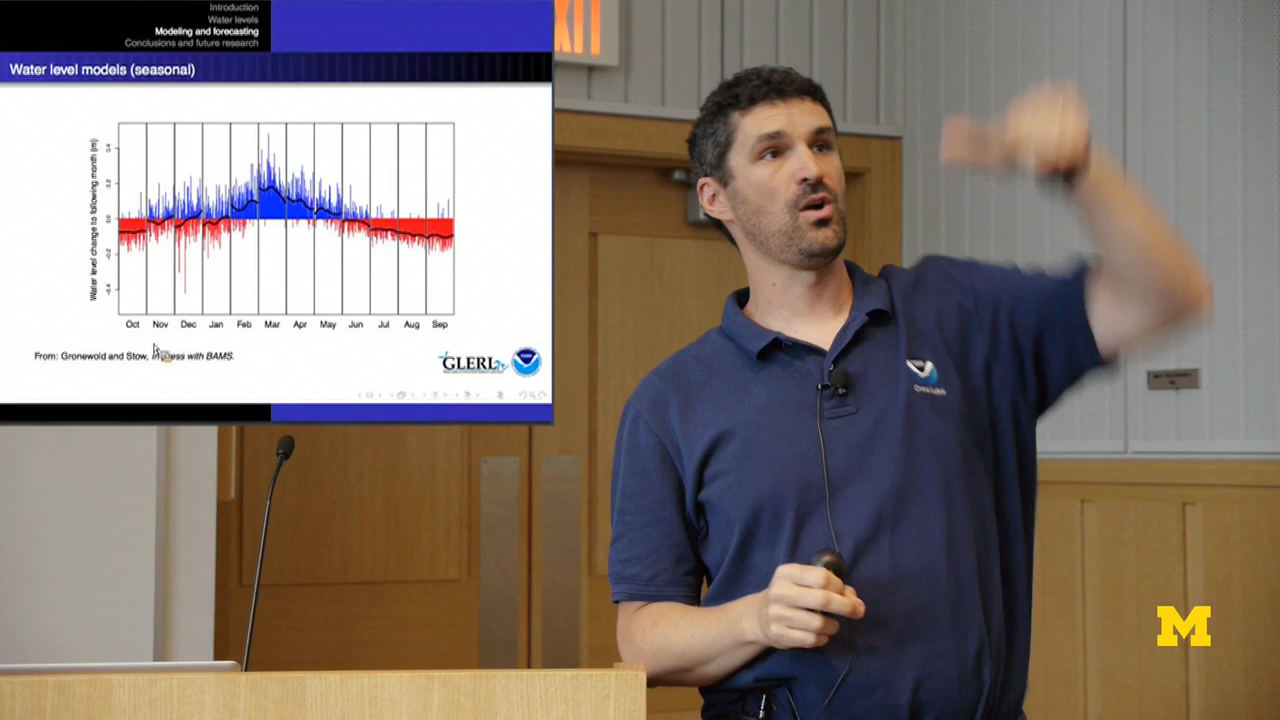 Introduction
Water levels
Modeling and forecasting
Conclusions and future research
EXIT
Water level models (seasonal)
Water level change to following month (m)
0.4
0.2
0.0
-0.2
-0.4
Oct Nov Dec Jan Feb Mar Apr May Jun Jul Aug Sep
From: Gronewold and Stow, in press with BAMS.
GLERL
M